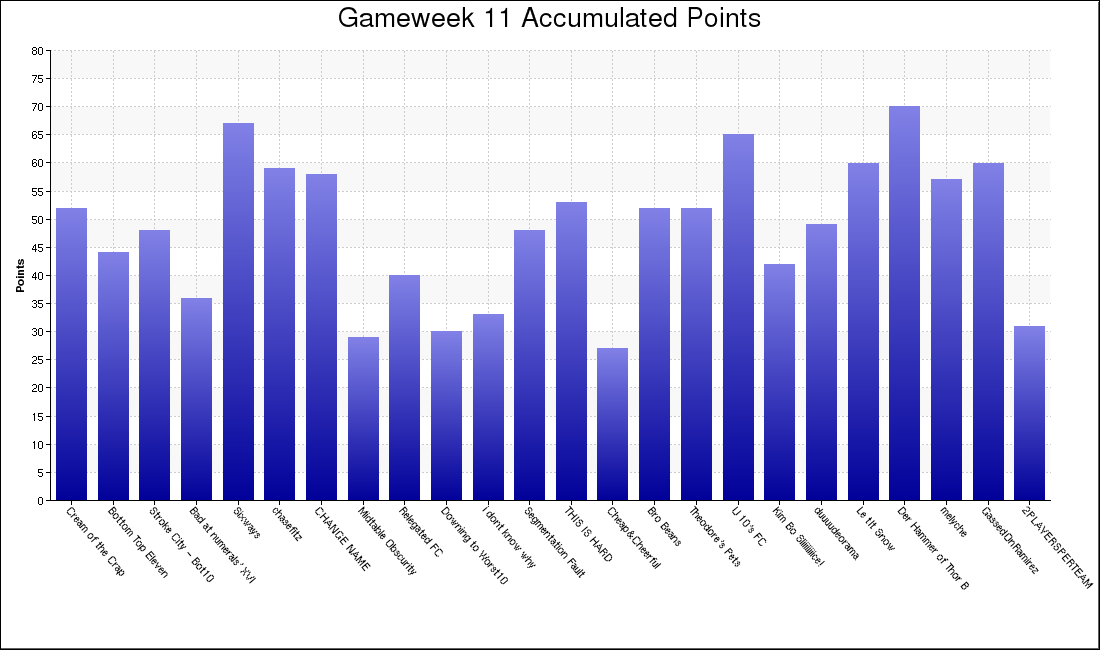 Gameweek 11 Accumulated Points
Points
80
75
70
65
60
55
50
45
40
35
30
25
20
15
10
5
0
Cream of the Crap
Bottom Top Eleven
Stroke City - Bot10
Bad at numerals' XVI
Sixways
chasefitz
CHANGE NAME
Midtable Obscurity
Relegated FC
Downing to Worst10
i dont know why
Segmentation Fault
THIS IS HARD
Cheap&Cheerful
Bro Beans
Theodore's Pets
U 10's FC
duuuudeorama
Le tit Snow
Der Hammer of Thor B
melyche
GassedOnRamirez
2PLAYERSPERTEAM